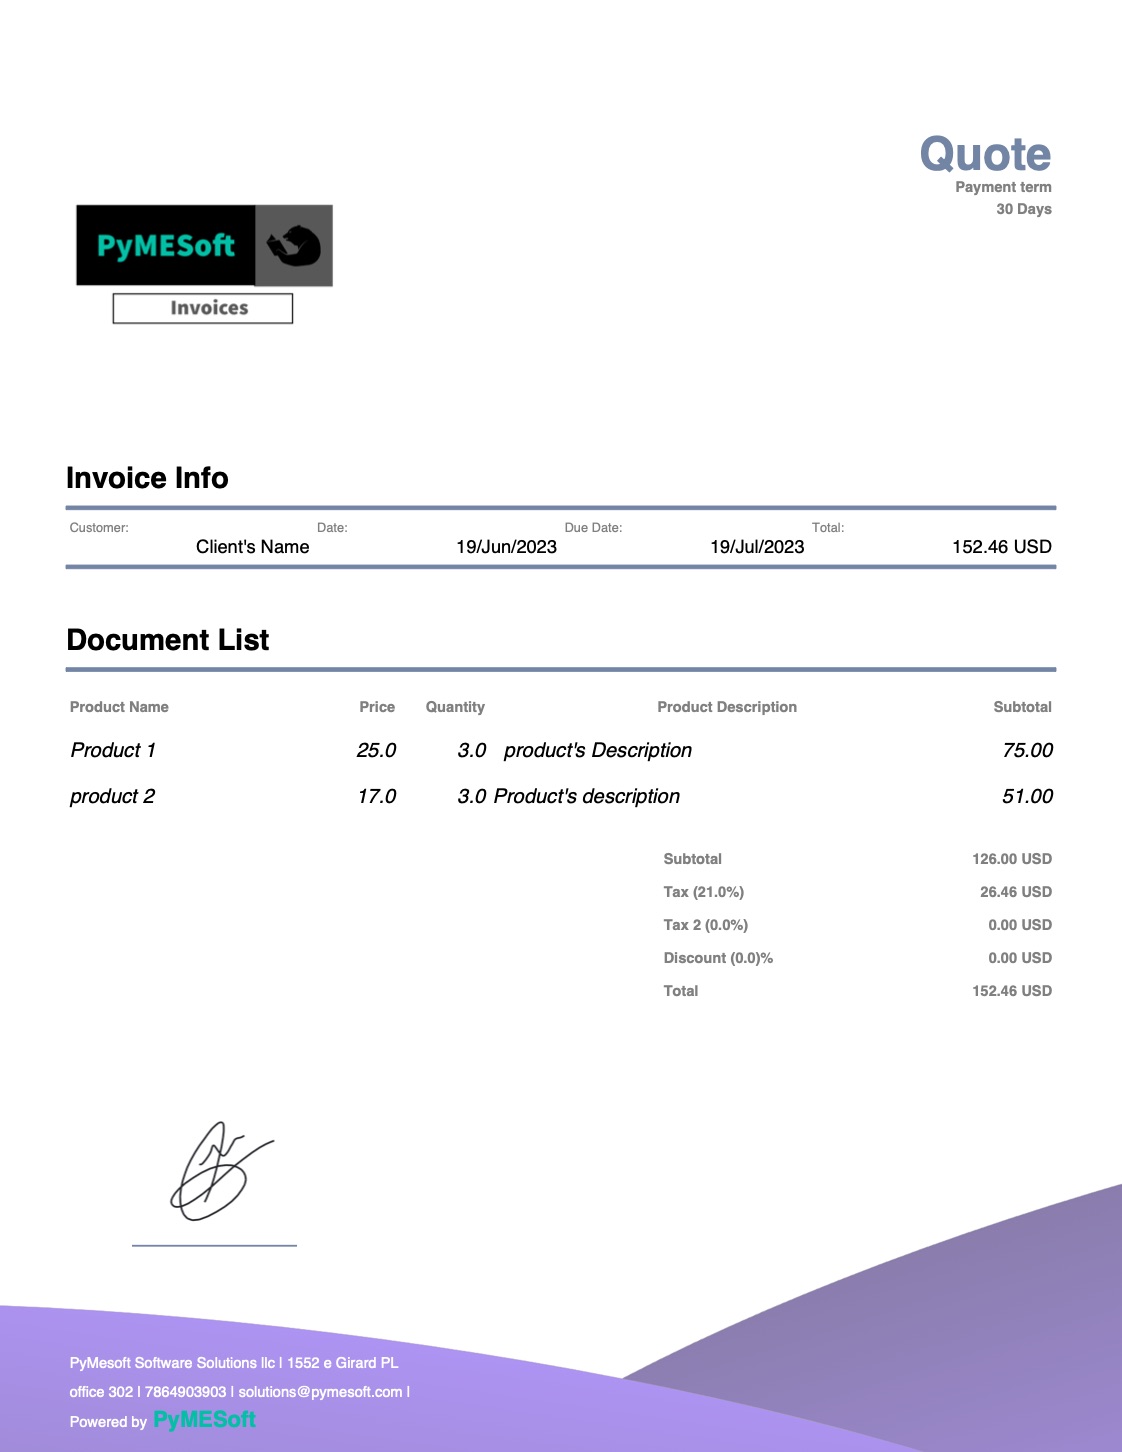 Quote
Payment term
30 Days
PyMESoft
Invoices
Invoice Info
Customer: Date: Due Date: Total:
Client's Name 19/Jun/2023 19/Jul/2023 152.46 USD
Document List
Product Name Price Quantity Product Description Subtotal
Product 1 25.0 3.0 product's Description 75.00
product 2 17.0 3.0 Product's description 51.00
Subtotal 126.00 USD
Tax (21.0%) 26.46 USD
Tax 2 (0.0%) 0.00 USD
Discount (0.0)% 0.00 USD
Total 152.46 USD
PyMesoft Software Solutions llc | 1552 e Girard PL
office 302 | 7864903903 | solutions@pymesoft.com |
Powered by PyMESoft